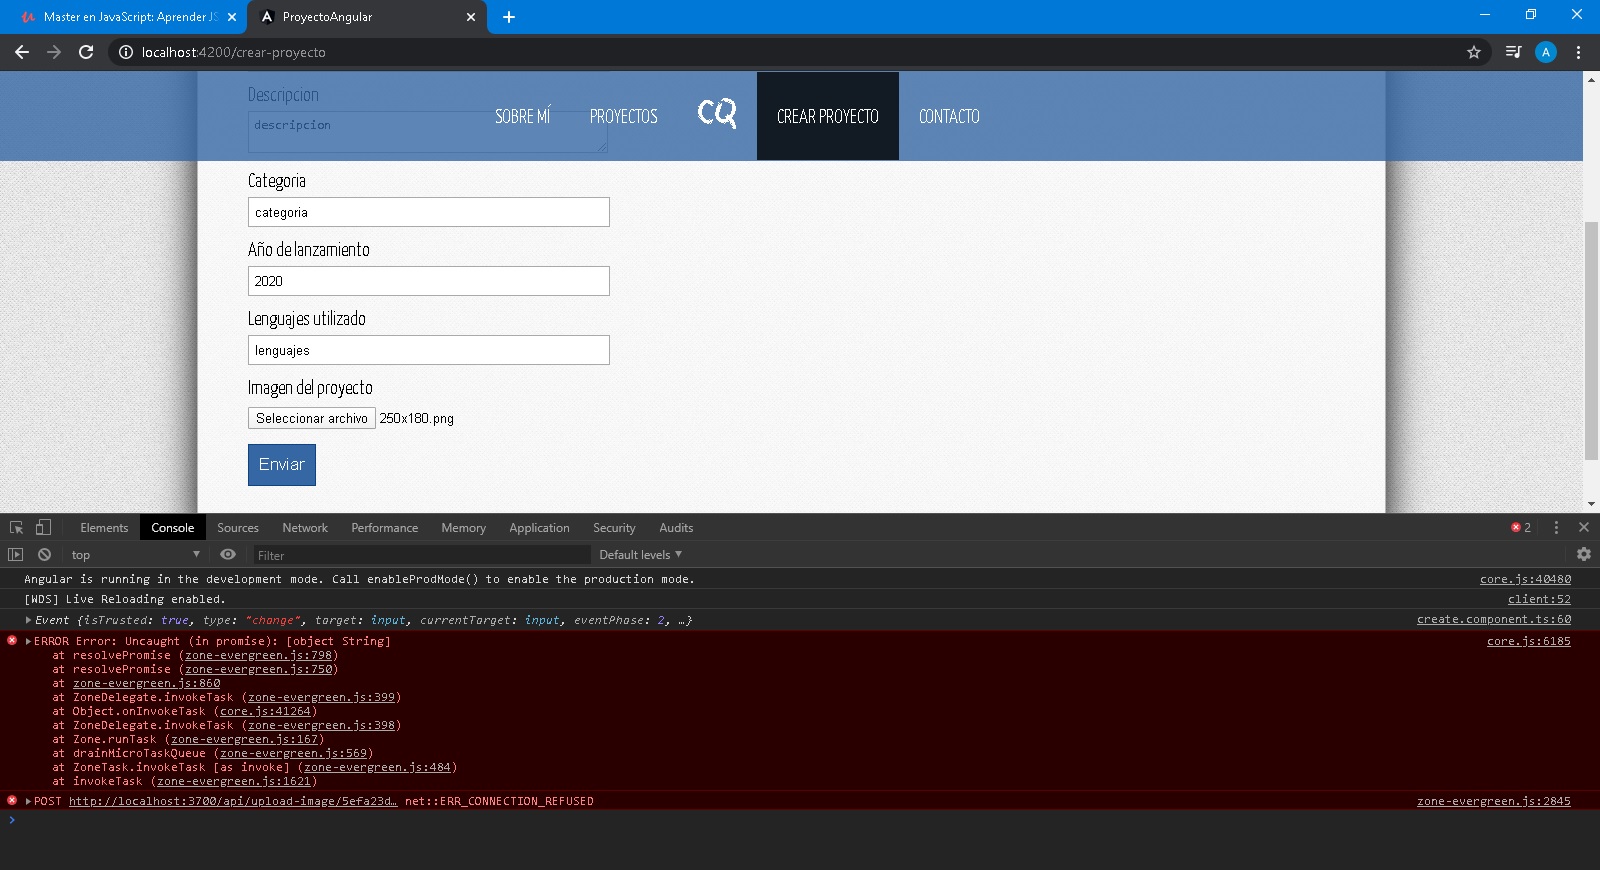 Master en JavaScript: Aprender JS
ProyectoAngular
localhost:4200/crear-proyecto
A
Descripcion
descripcion
SOBRE MÍ
PROYECTOS
CQ
CREAR PROYECTO
CONTACTO
Categoria
categoria
Año de lanzamiento
2020
Lenguajes utilizado
lenguajes
Imagen del proyecto
Seleccionar archivo 250x180.png
Enviar
Elements Console Sources Network Performance Memory Application Security Audits 2
top Filter Default levels
Angular is running in the development mode. Call enableProdMode() to enable the production mode. core.js:40480
[WDS] Live Reloading enabled. client:52
Event {isTrusted: true, type: "change", target: input, currentTarget: input, eventPhase: 2, …} create.component.ts:60
ERROR Error: Uncaught (in promise): [object String] core.js:6185
at resolvePromise (zone-evergreen.js:798)
at resolvePromise (zone-evergreen.js:750)
at zone-evergreen.js:860
at ZoneDelegate.invokeTask (zone-evergreen.js:399)
at Object.onInvokeTask (core.js:41264)
at ZoneDelegate.invokeTask (zone-evergreen.js:398)
at Zone.runTask (zone-evergreen.js:167)
at drainMicroTaskQueue (zone-evergreen.js:569)
at ZoneTask.invokeTask [as invoke] (zone-evergreen.js:484)
at invokeTask (zone-evergreen.js:1621)
POST http://localhost:3700/api/upload-image/5efa23d… net::ERR_CONNECTION_REFUSED zone-evergreen.js:2845